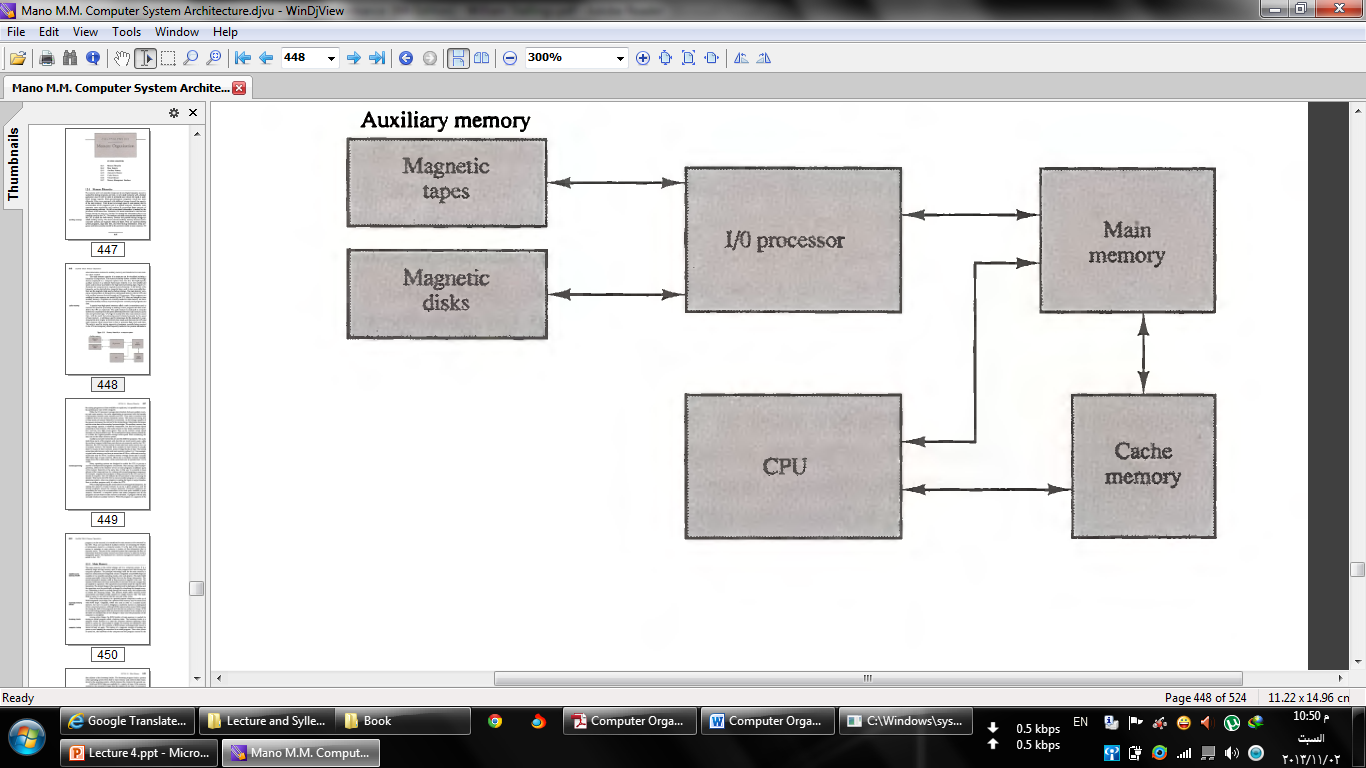 Mano M.M. Computer System Architecture.djvu - WinDjView
File Edit View Tools Window Help
448
300%
Mano M.M. Computer System Archite...
Thumbnails
447
448
449
450
Auxiliary memory
Magnetic
tapes
Magnetic
disks
I/0 processor
Main
memory
CPU
Cache
memory
Ready
Page 448 of 524
11.22 x 14.96 cn
Google Translate...
Lecture and Sylle...
Book
Computer Orga...
Computer Orga...
C:\Windows\sys...
Lecture 4.ppt - Micro...
Mano M.M. Comput...
0.5 kbps
0.5 kbps
EN
10:50 م
السبت
٢٠١٣/١١/٠٢